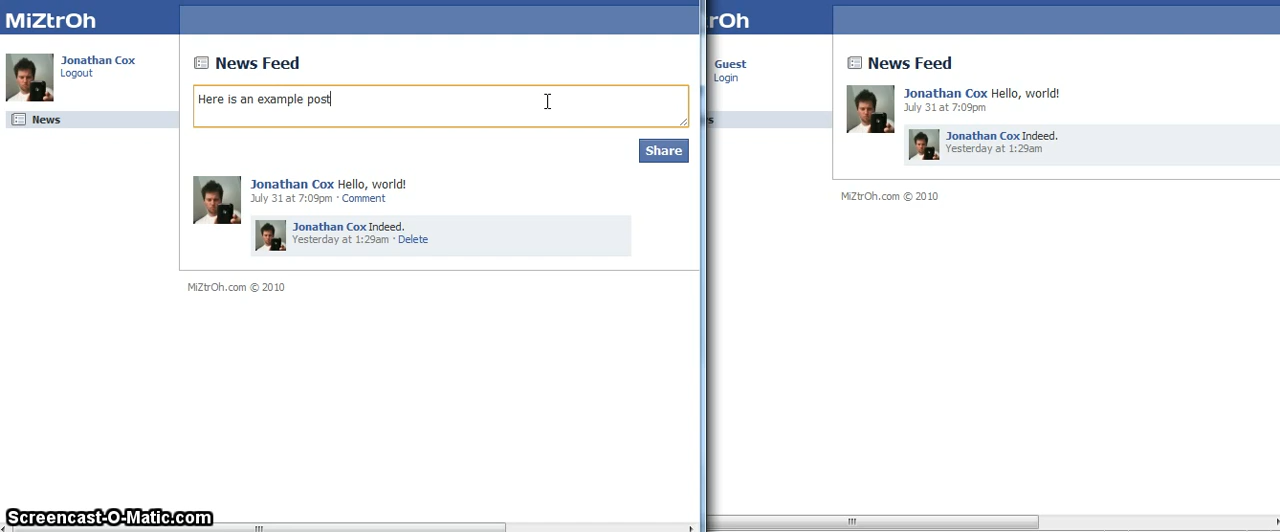 MiZtrOh
Jonathan Cox
Logout
News
News Feed
Here is an example post
Share
Jonathan Cox Hello, world!
July 31 at 7:09pm · Comment
Jonathan Cox Indeed.
Yesterday at 1:29am · Delete
MiZtrOh.com © 2010
rOh
Guest
Login
s
News Feed
Jonathan Cox Hello, world!
July 31 at 7:09pm
Jonathan Cox Indeed.
Yesterday at 1:29am
MiZtrOh.com © 2010
Screencast-O-Matic.com